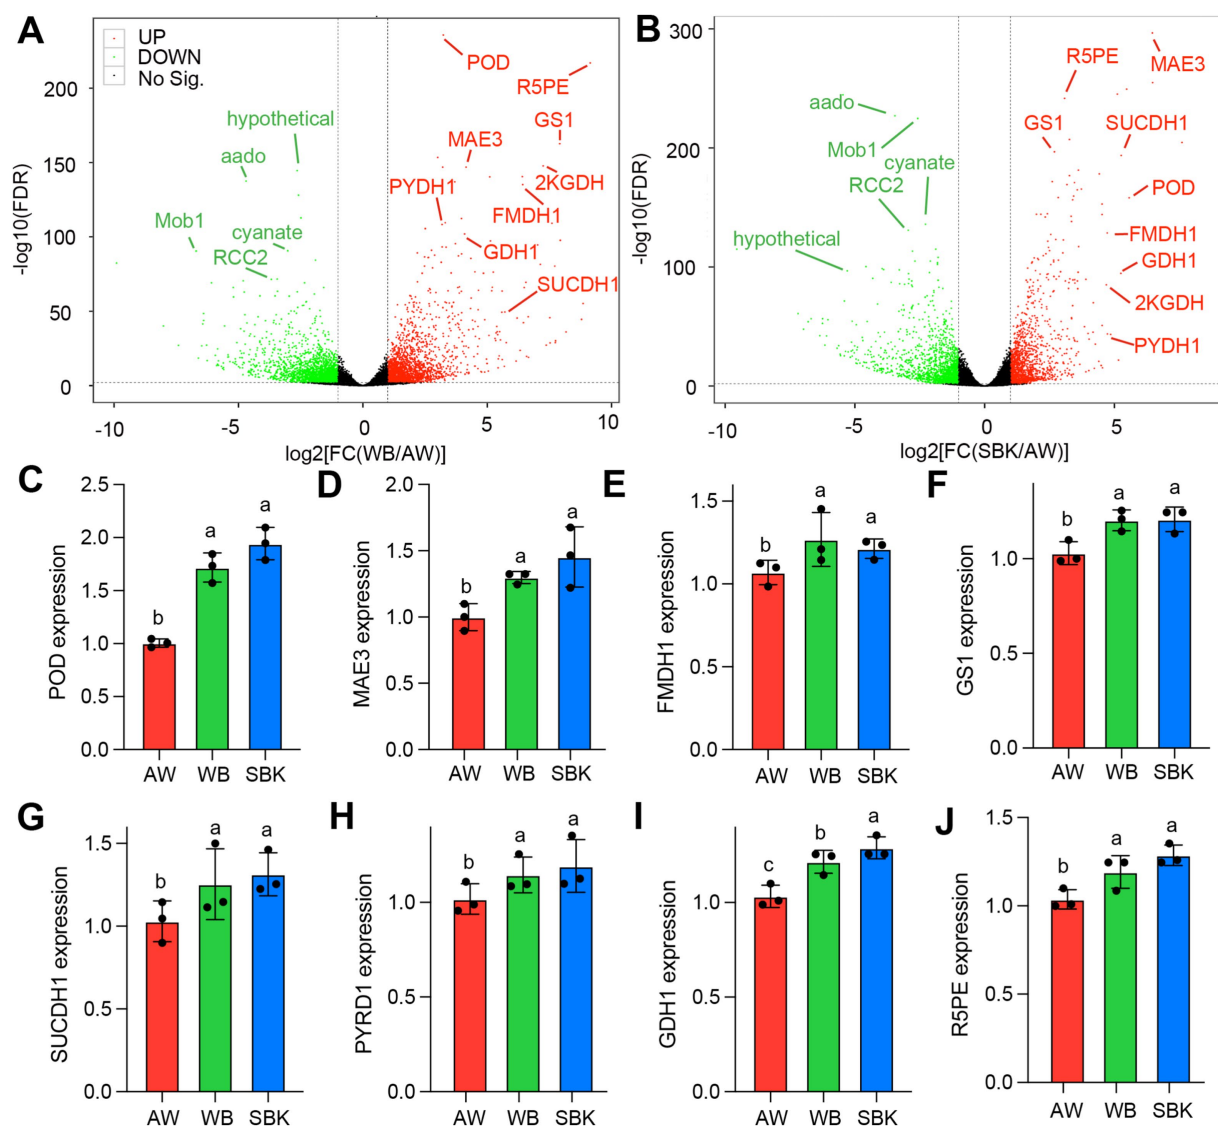 A
UP
DOWN
No Sig.
POD
R5PE
GS1
hypothetical
MAE3
aado
PYDH1
2KGDH
FMDH1
Mob1
cyanate
RCC2
GDH1
SUCDH1
-log10(FDR)
200
150
100
50
0
-10
-5
0
5
10
log2[FC(WB/AW)]
B
R5PE
MAE3
aado
GS1
SUCDH1
Mob1
cyanate
RCC2
POD
hypothetical
FMDH1
GDH1
2KGDH
PYDH1
-log10(FDR)
300
200
100
0
-10
-5
0
5
log2[FC(SBK/AW)]
C
POD expression
2.5
2.0
1.5
1.0
0.5
0.0
b
a
a
AW
WB
SBK
D
MAE3 expression
2.0
1.5
1.0
0.5
0.0
b
a
a
AW
WB
SBK
E
FMDH1 expression
1.5
1.0
0.5
0.0
b
a
a
AW
WB
SBK
F
GS1 expression
1.0
0.5
0.0
b
a
a
AW
WB
SBK
G
SUCDH1 expression
1.5
1.0
0.5
0.0
b
a
a
AW
WB
SBK
H
PYRD1 expression
1.0
0.5
0.0
b
a
a
AW
WB
SBK
I
GDH1 expression
1.0
0.5
0.0
c
b
a
AW
WB
SBK
J
R5PE expression
1.5
1.0
0.5
0.0
b
a
a
AW
WB
SBK